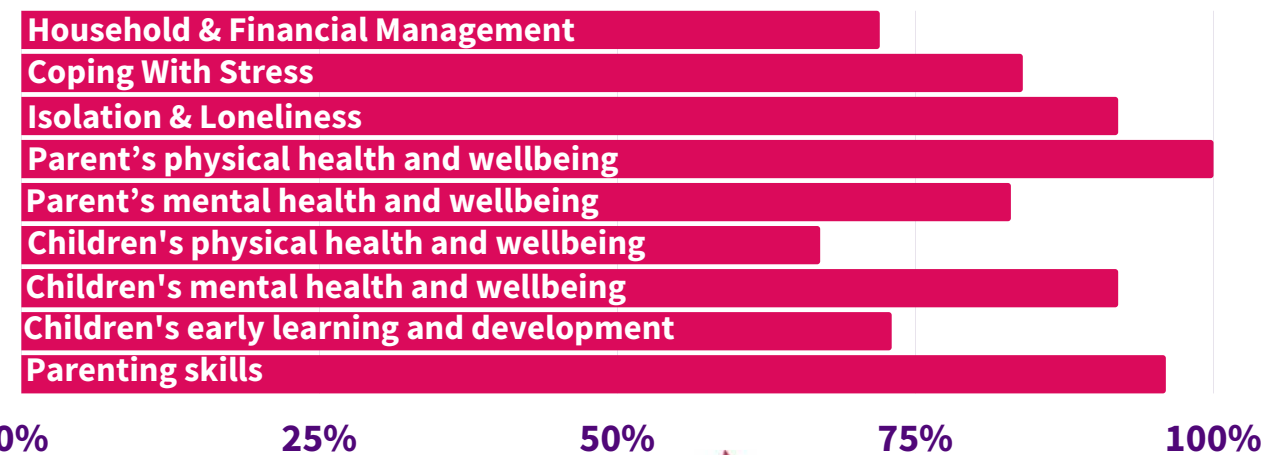 Household & Financial Management
Coping With Stress
Isolation & Loneliness
Parent’s physical health and wellbeing
Parent’s mental health and wellbeing
Children's physical health and wellbeing
Children's mental health and wellbeing
Children's early learning and development
Parenting skills
0% 25% 50% 75% 100%